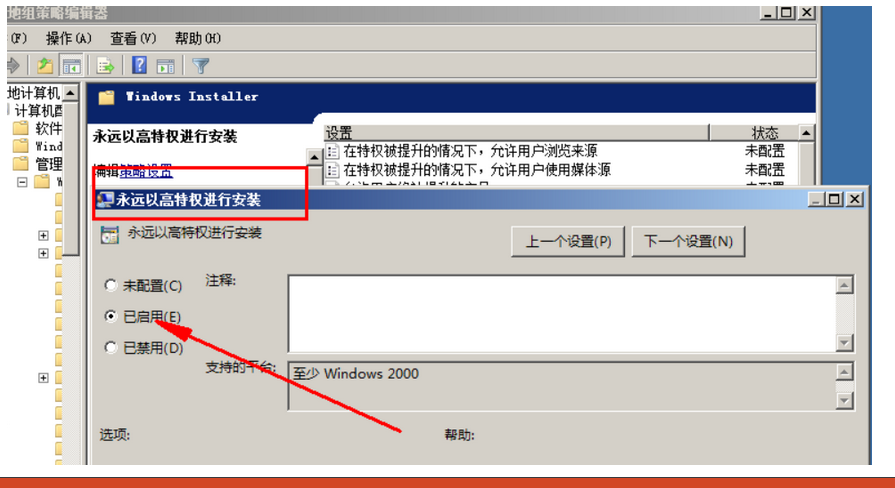 地组策略编辑器
(F) 操作(A) 查看(V) 帮助(H)
地计算机
计算机配
软件
Wind
管理
W
Windows Installer
永远以高特权进行安装
编辑策略设置
设置 状态
在特权被提升的情况下，允许用户浏览来源 未配置
在特权被提升的情况下，允许用户使用媒体源 未配置
永远以高特权进行安装
永远以高特权进行安装
上一个设置(P) 下一个设置(N)
未配置(C) 注释:
已启用(E)
已禁用(D)
支持的平台: 至少 Windows 2000
选项: 帮助: